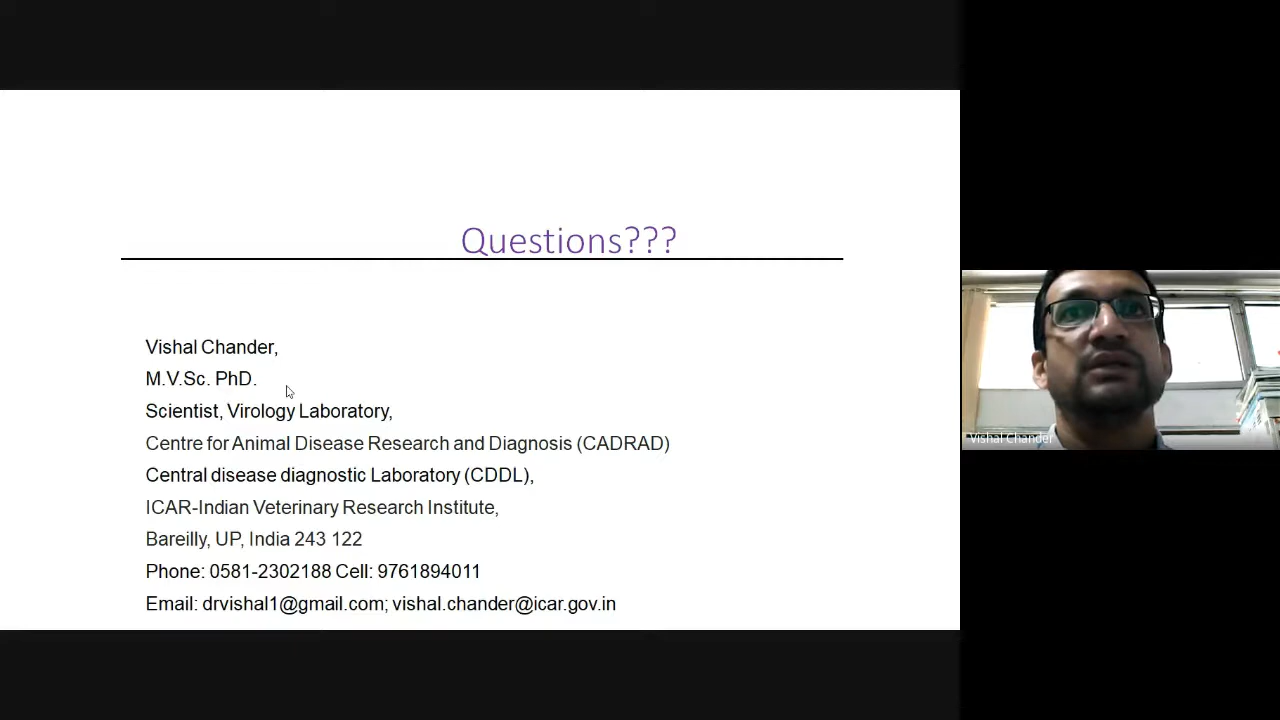 Questions???
Vishal Chander,
M.V.Sc. PhD.
Scientist, Virology Laboratory,
Centre for Animal Disease Research and Diagnosis (CADRAD)
Central disease diagnostic Laboratory (CDDL),
ICAR-Indian Veterinary Research Institute,
Bareilly, UP, India 243 122
Phone: 0581-2302188 Cell: 9761894011
Email: drvishal1@gmail.com; vishal.chander@icar.gov.in
Vishal Chander